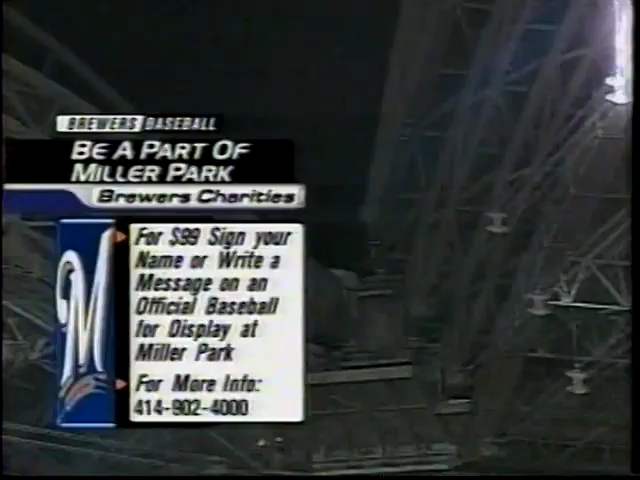 BREWERS BASEBALL
BE A PART OF
MILLER PARK
Brewers Charities
For $99 Sign your
Name or Write a
Message on an
Official Baseball
for Display at
Miller Park
For More Info:
414-902-4000
M